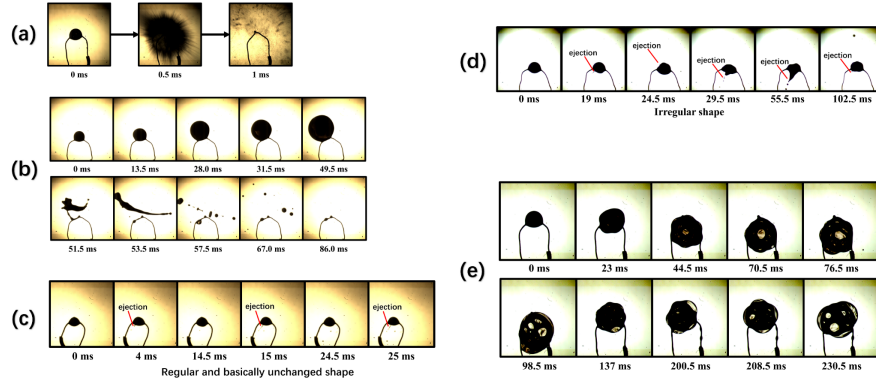 (a)
0 ms
0.5 ms
1 ms
(b)
0 ms
13.5 ms
28.0 ms
31.5 ms
49.5 ms
51.5 ms
53.5 ms
57.5 ms
67.0 ms
86.0 ms
(c)
ejection
ejection
ejection
0 ms
4 ms
14.5 ms
15 ms
24.5 ms
25 ms
Regular and basically unchanged shape
(d)
ejection
ejection
ejection
ejection
ejection
0 ms
19 ms
24.5 ms
29.5 ms
55.5 ms
102.5 ms
Irregular shape
(e)
0 ms
23 ms
44.5 ms
70.5 ms
76.5 ms
98.5 ms
137 ms
200.5 ms
208.5 ms
230.5 ms